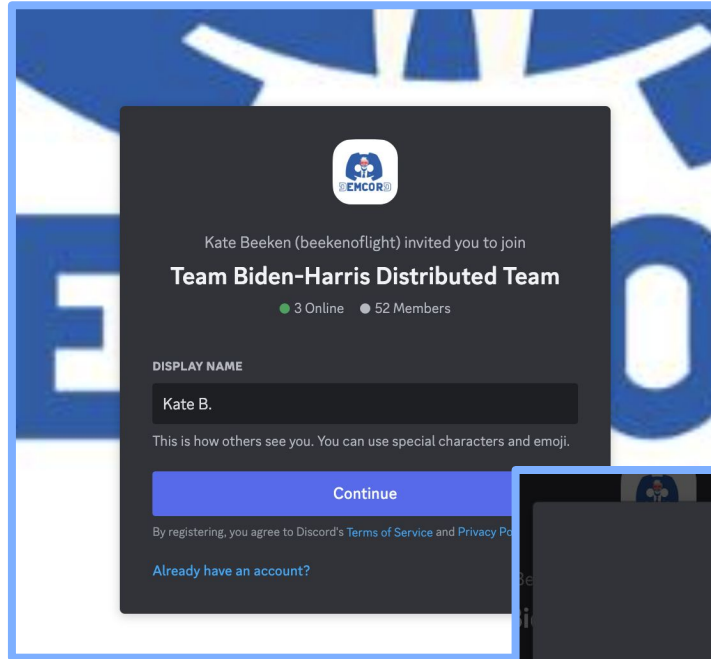 DEMCORD
Kate Beeken (beekenoflight) invited you to join
Team Biden-Harris Distributed Team
3 Online 52 Members
DISPLAY NAME
Kate B.
This is how others see you. You can use special characters and emoji.
Continue
By registering, you agree to Discord's Terms of Service and Privacy
Already have an account?